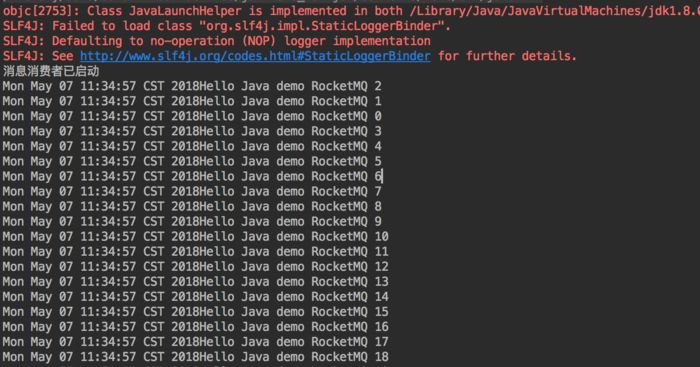 objc[2753]: Class JavaLaunchHelper is implemented in both /Library/Java/JavaVirtualMachines/jdk1.8.0
SLF4J: Failed to load class "org.slf4j.impl.StaticLoggerBinder".
SLF4J: Defaulting to no-operation (NOP) logger implementation
SLF4J: See http://www.slf4j.org/codes.html#StaticLoggerBinder for further details.
消息消费者已启动
Mon May 07 11:34:57 CST 2018Hello Java demo RocketMQ 2
Mon May 07 11:34:57 CST 2018Hello Java demo RocketMQ 1
Mon May 07 11:34:57 CST 2018Hello Java demo RocketMQ 0
Mon May 07 11:34:57 CST 2018Hello Java demo RocketMQ 3
Mon May 07 11:34:57 CST 2018Hello Java demo RocketMQ 4
Mon May 07 11:34:57 CST 2018Hello Java demo RocketMQ 5
Mon May 07 11:34:57 CST 2018Hello Java demo RocketMQ 6
Mon May 07 11:34:57 CST 2018Hello Java demo RocketMQ 7
Mon May 07 11:34:57 CST 2018Hello Java demo RocketMQ 8
Mon May 07 11:34:57 CST 2018Hello Java demo RocketMQ 9
Mon May 07 11:34:57 CST 2018Hello Java demo RocketMQ 10
Mon May 07 11:34:57 CST 2018Hello Java demo RocketMQ 11
Mon May 07 11:34:57 CST 2018Hello Java demo RocketMQ 12
Mon May 07 11:34:57 CST 2018Hello Java demo RocketMQ 13
Mon May 07 11:34:57 CST 2018Hello Java demo RocketMQ 14
Mon May 07 11:34:57 CST 2018Hello Java demo RocketMQ 15
Mon May 07 11:34:57 CST 2018Hello Java demo RocketMQ 16
Mon May 07 11:34:57 CST 2018Hello Java demo RocketMQ 17
Mon May 07 11:34:57 CST 2018Hello Java demo RocketMQ 18